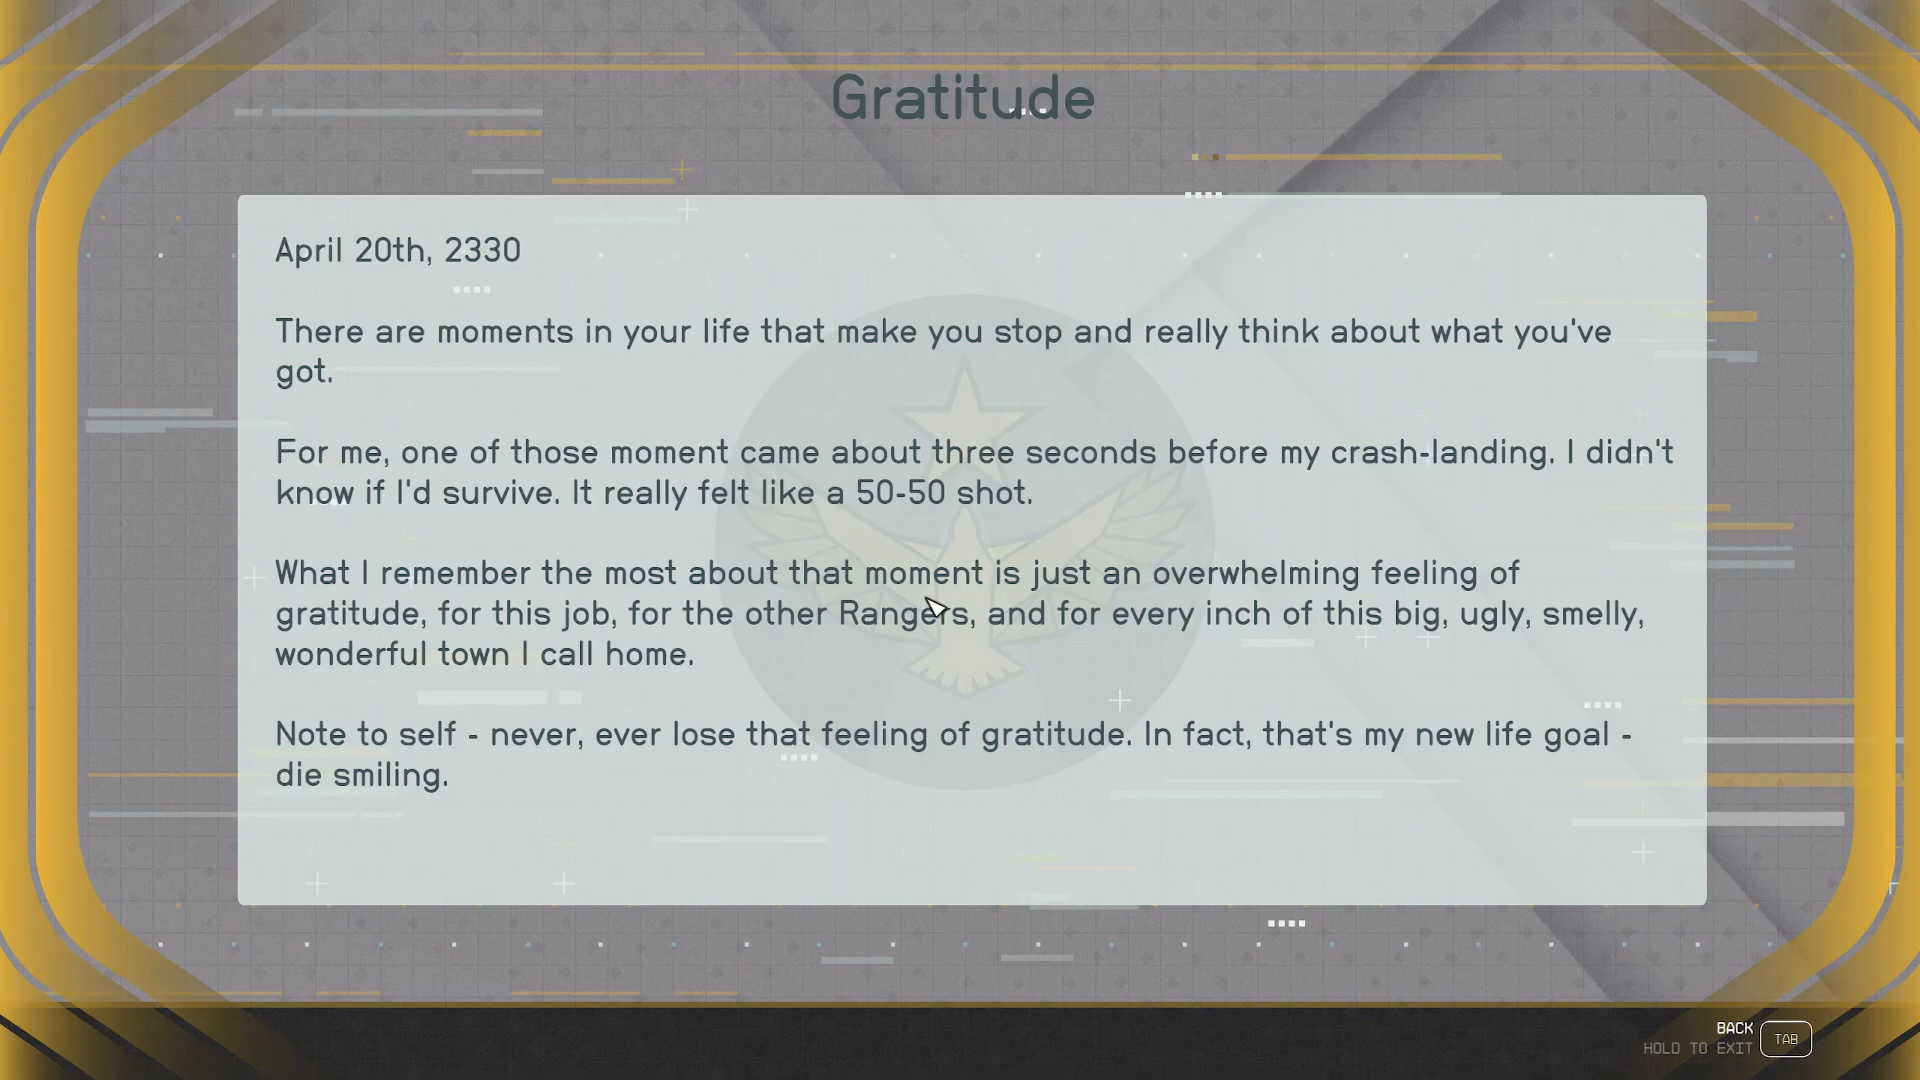 Gratitude
April 20th, 2330
There are moments in your life that make you stop and really think about what you've
got.
For me, one of those moment came about three seconds before my crash-landing. I didn't
know if I'd survive. It really felt like a 50-50 shot.
What I remember the most about that moment is just an overwhelming feeling of
gratitude, for this job, for the other Rangers, and for every inch of this big, ugly, smelly,
wonderful town I call home.
Note to self - never, ever lose that feeling of gratitude. In fact, that's my new life goal -
die smiling.
BACK
HOLD TO EXIT
TAB